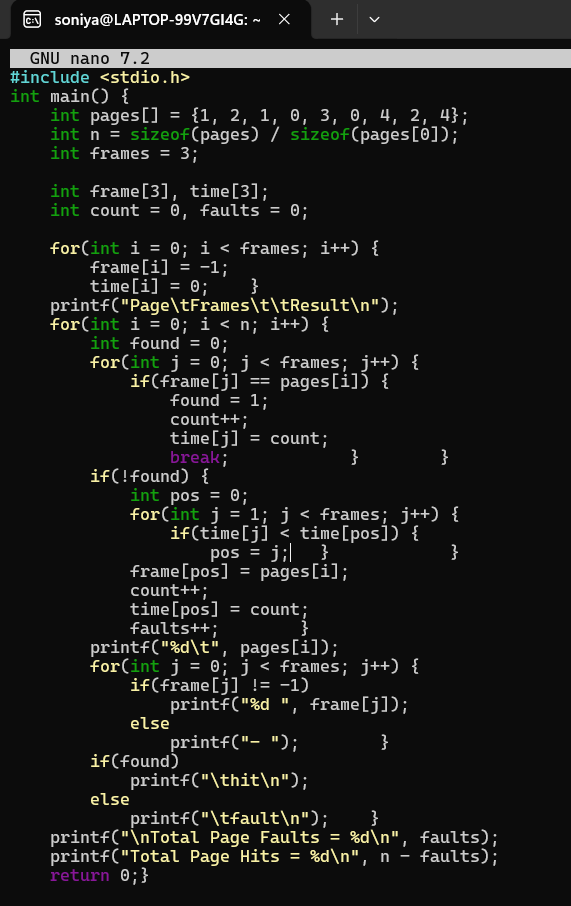 soniya@LAPTOP-99V7GI4G: ~
GNU nano 7.2
#include <stdio.h>
int main() {
    int pages[] = {1, 2, 1, 0, 3, 0, 4, 2, 4};
    int n = sizeof(pages) / sizeof(pages[0]);
    int frames = 3;

    int frame[3], time[3];
    int count = 0, faults = 0;

    for(int i = 0; i < frames; i++) {
        frame[i] = -1;
        time[i] = 0;    }
    printf("Page\tFrames\t\tResult\n");
    for(int i = 0; i < n; i++) {
        int found = 0;
        for(int j = 0; j < frames; j++) {
            if(frame[j] == pages[i]) {
                found = 1;
                count++;
                time[j] = count;
                break;            }        }
        if(!found) {
            int pos = 0;
            for(int j = 1; j < frames; j++) {
                if(time[j] < time[pos]) {
                    pos = j;   }            }
            frame[pos] = pages[i];
            count++;
            time[pos] = count;
            faults++;        }
        printf("%d\t", pages[i]);
        for(int j = 0; j < frames; j++) {
            if(frame[j] != -1)
                printf("%d ", frame[j]);
            else
                printf("- ");        }
        if(found)
            printf("\thit\n");
        else
            printf("\tfault\n");    }
    printf("\nTotal Page Faults = %d\n", faults);
    printf("Total Page Hits = %d\n", n - faults);
    return 0;}